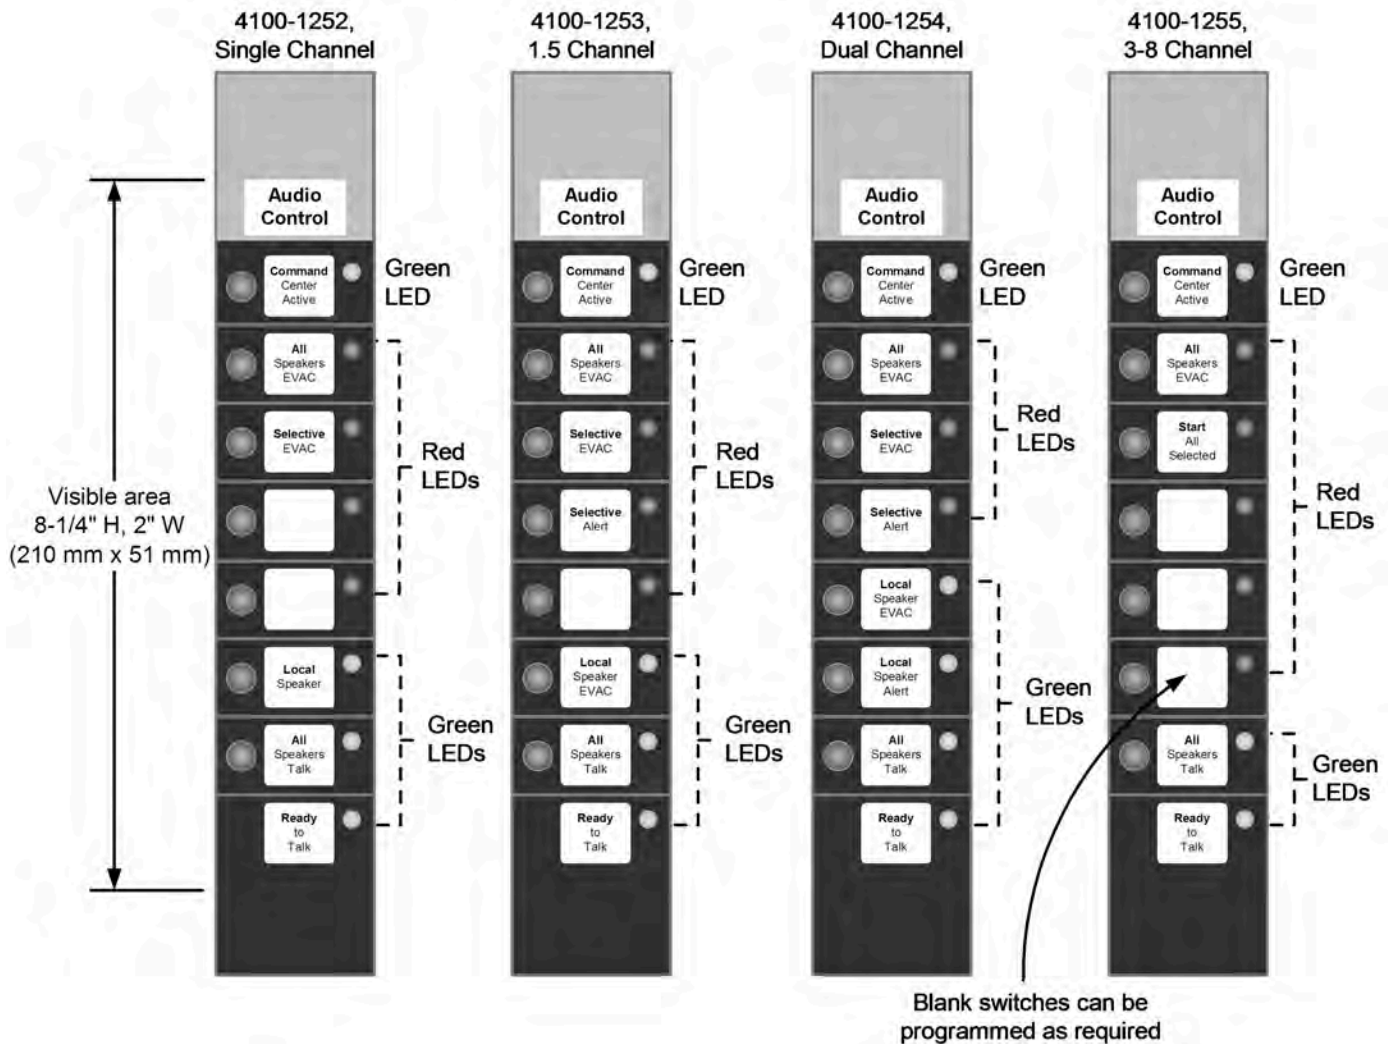 4100-1252,
Single Channel
4100-1253,
1.5 Channel
4100-1254,
Dual Channel
4100-1255,
3-8 Channel
Visible area
8-1/4" H, 2" W
(210 mm x 51 mm)
Audio
Control
Command
Center
Active
Green
LED
All
Speakers
EVAC
Selective
EVAC
Red
LEDs
Local
Speaker
All
Speakers
Talk
Green
LEDs
Ready
to
Talk
Audio
Control
Command
Center
Active
Green
LED
All
Speakers
EVAC
Selective
EVAC
Selective
Alert
Red
LEDs
Local
Speaker
EVAC
All
Speakers
Talk
Green
LEDs
Ready
to
Talk
Audio
Control
Command
Center
Active
Green
LED
All
Speakers
EVAC
Selective
EVAC
Selective
Alert
Red
LEDs
Local
Speaker
EVAC
Local
Speaker
Alert
All
Speakers
Talk
Green
LEDs
Ready
to
Talk
Audio
Control
Command
Center
Active
Green
LED
All
Speakers
EVAC
Start
All
Selected
Red
LEDs
All
Speakers
Talk
Green
LEDs
Ready
to
Talk
Blank switches can be
programmed as required